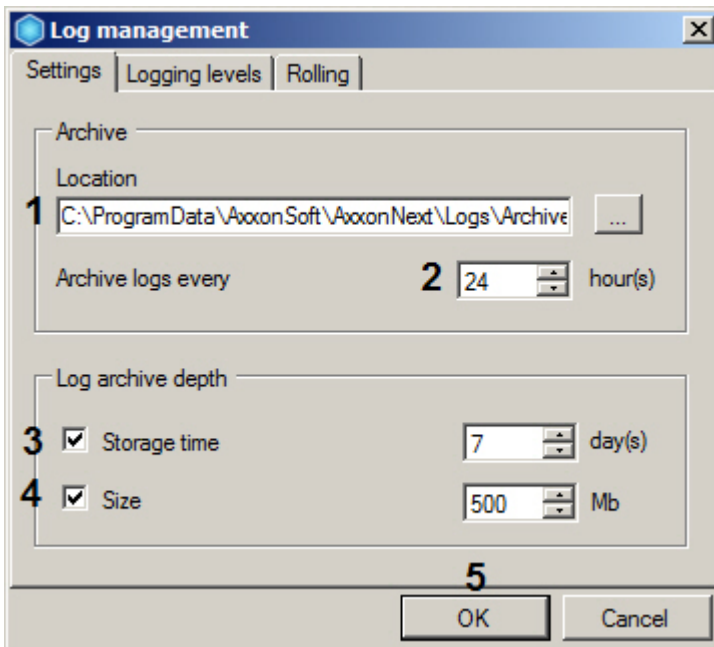 Log management
Settings Logging levels Rolling
Archive
Location
1 C:\ProgramData\AxxonSoft\AxxonNext\Logs\Archive ...
Archive logs every 2 24 hour(s)
Log archive depth
3 Storage time 7 day(s)
4 Size 500 Mb
5
OK Cancel